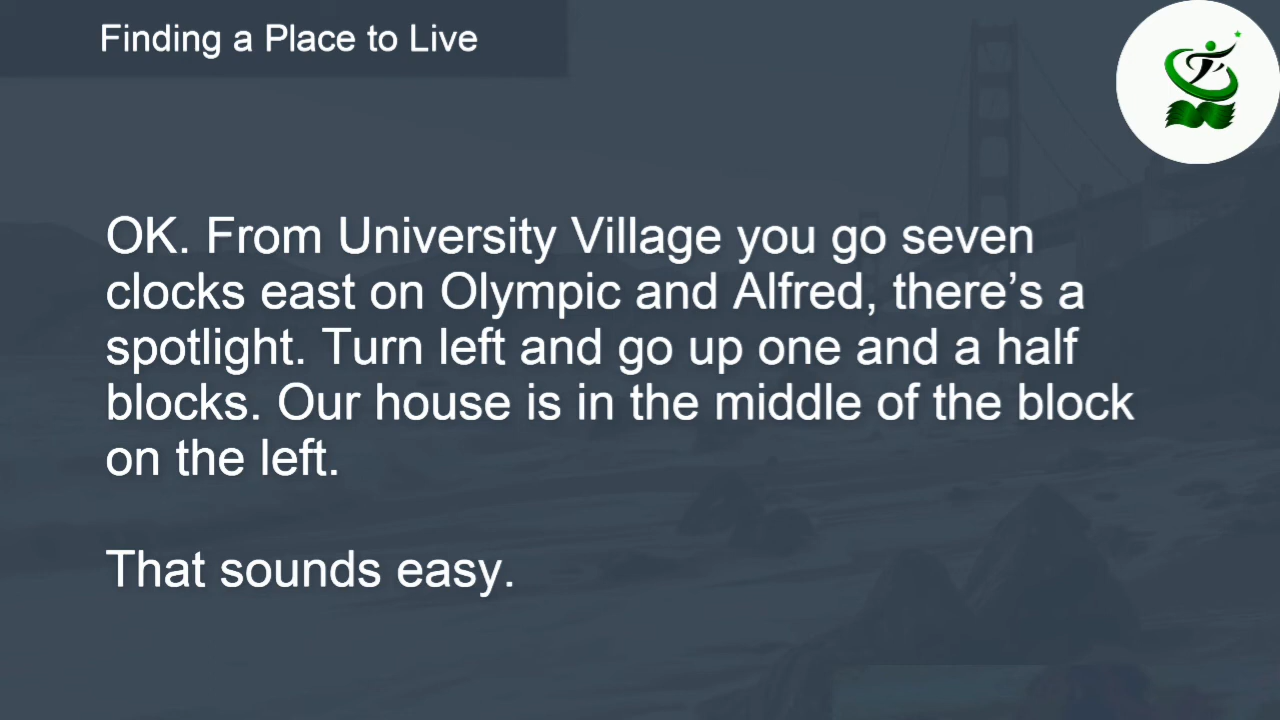 Finding a Place to Live
OK. From University Village you go seven
clocks east on Olympic and Alfred, there’s a
spotlight. Turn left and go up one and a half
blocks. Our house is in the middle of the block
on the left.
That sounds easy.